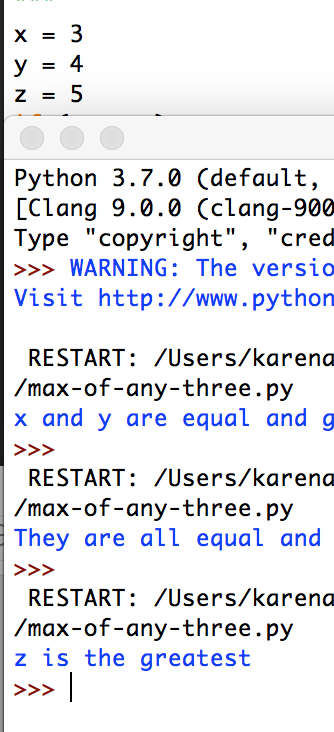 x = 3
y = 4
z = 5
Python 3.7.0 (default,
[Clang 9.0.0 (clang-900
Type "copyright", "cred
>>> WARNING: The versio
Visit http://www.python
RESTART: /Users/karena
/max-of-any-three.py
x and y are equal and g
>>>
RESTART: /Users/karena
/max-of-any-three.py
They are all equal and
>>>
RESTART: /Users/karena
/max-of-any-three.py
z is the greatest
>>>